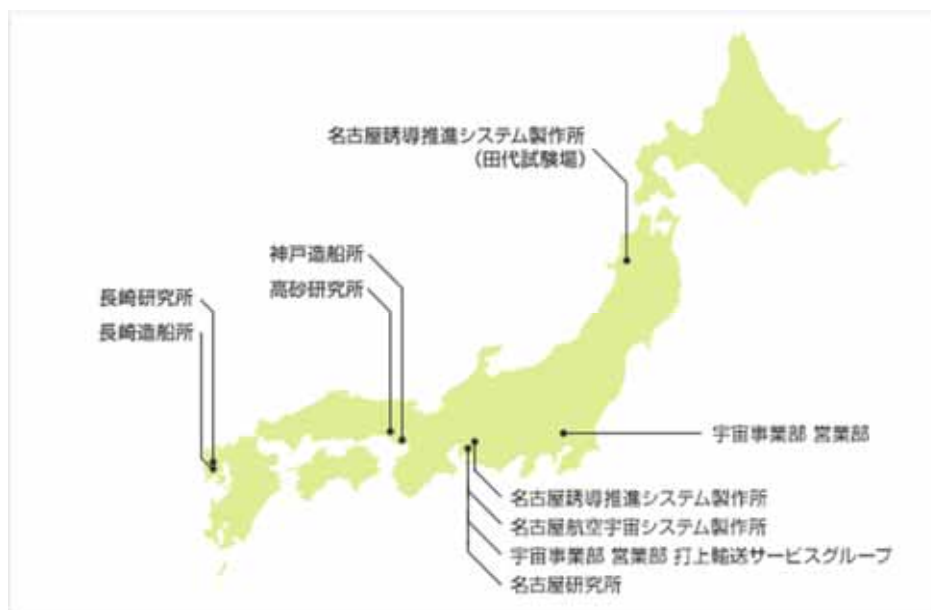 名古屋誘導推進システム製作所
(田代試験場)
神戸造船所
高砂研究所
長崎研究所
長崎造船所
宇宙事業部 営業部
名古屋誘導推進システム製作所
名古屋航空宇宙システム製作所
宇宙事業部 営業部 打上輸送サービスグループ
名古屋研究所